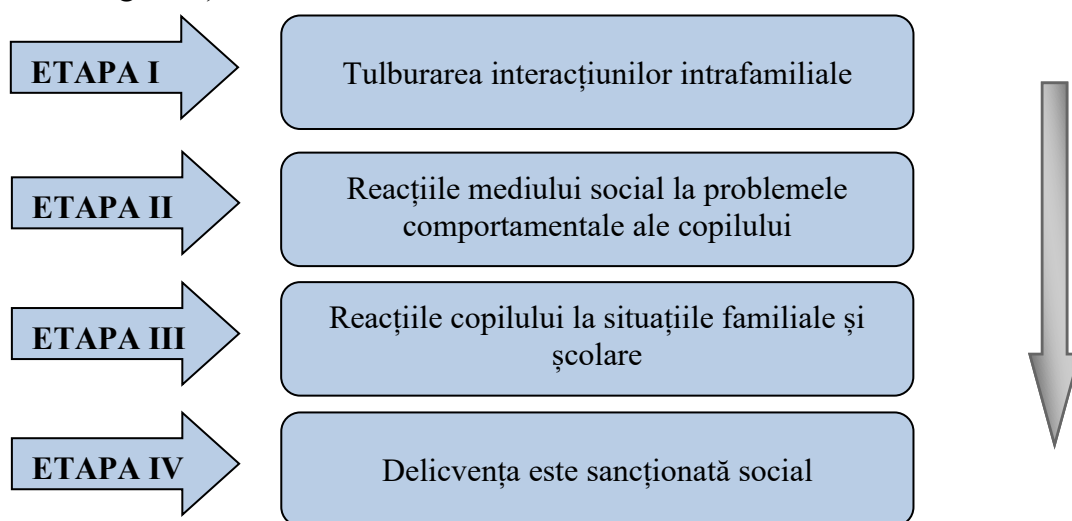 ETAPA I
Tulburarea interacțiunilor intrafamiliale
ETAPA II
Reacțiile mediului social la problemele
comportamentale ale copilului
ETAPA III
Reacțiile copilului la situațiile familiale și
școlare
ETAPA IV
Delicvența este sancționată social